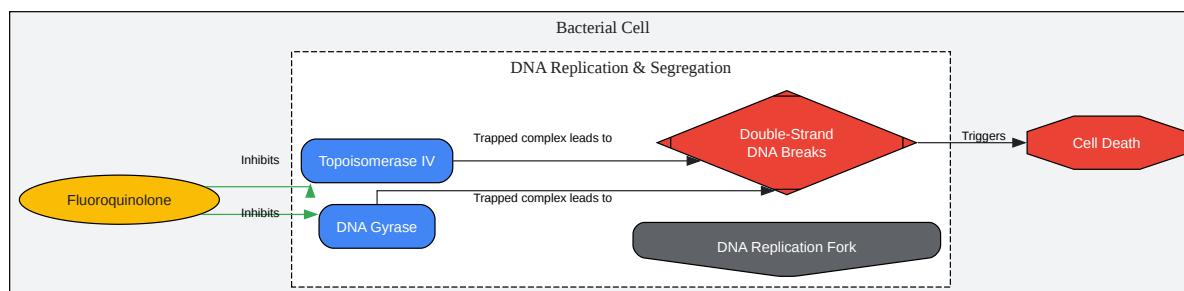 Bacterial Cell
DNA Replication & Segregation
Trapped complex leads to
Double-Strand
DNA Breaks
Triggers
Cell Death
Inhibits
Topoisomerase IV
Fluoroquinolone
Trapped complex leads to
Inhibits
DNA Gyrase
DNA Replication Fork